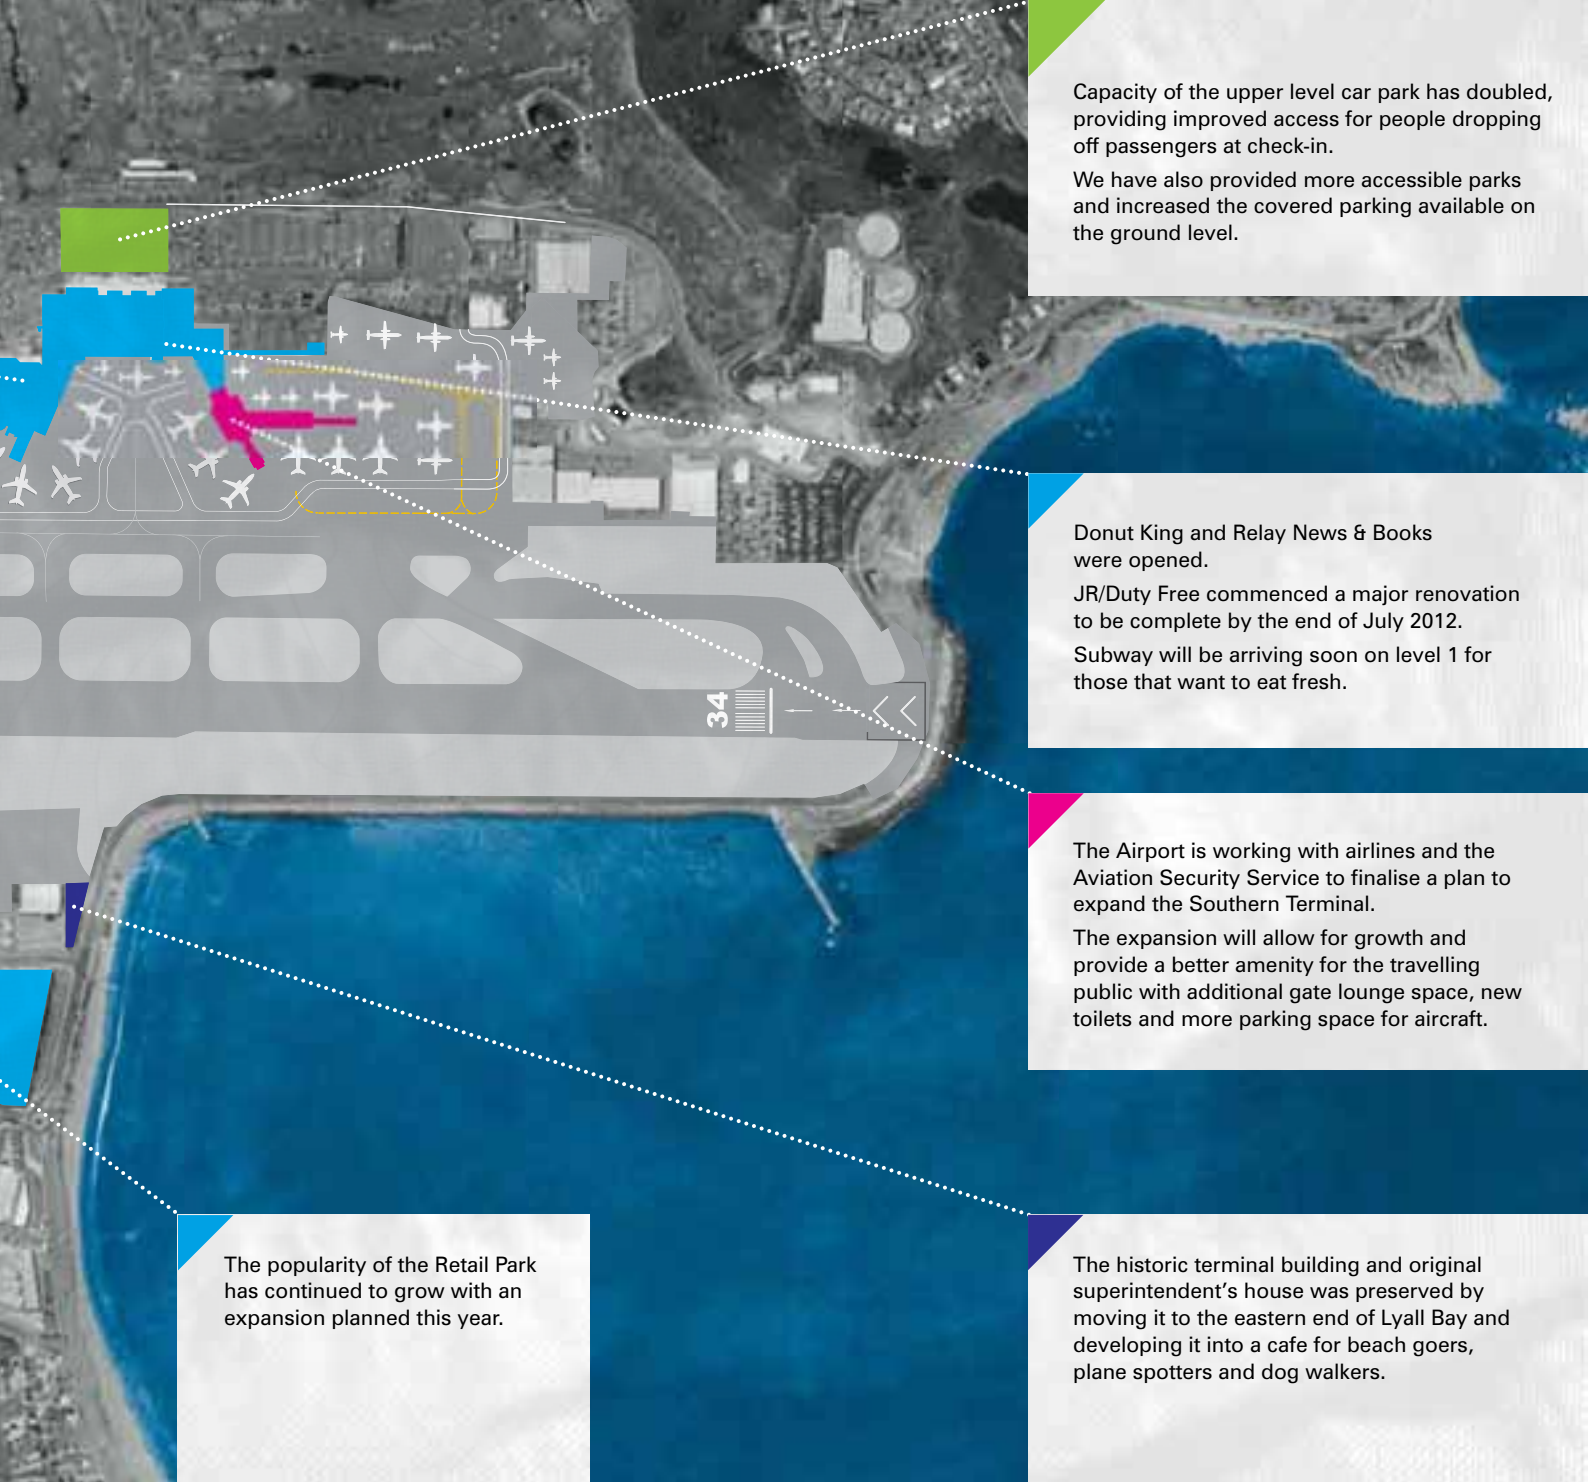 Capacity of the upper level car park has doubled,
providing improved access for people dropping
off passengers at check-in.
We have also provided more accessible parks
and increased the covered parking available on
the ground level.
Donut King and Relay News & Books
were opened.
JR/Duty Free commenced a major renovation
to be complete by the end of July 2012.
Subway will be arriving soon on level 1 for
those that want to eat fresh.
34
The Airport is working with airlines and the
Aviation Security Service to finalise a plan to
expand the Southern Terminal.
The expansion will allow for growth and
provide a better amenity for the travelling
public with additional gate lounge space, new
toilets and more parking space for aircraft.
The popularity of the Retail Park
has continued to grow with an
expansion planned this year.
The historic terminal building and original
superintendent’s house was preserved by
moving it to the eastern end of Lyall Bay and
developing it into a cafe for beach goers,
plane spotters and dog walkers.